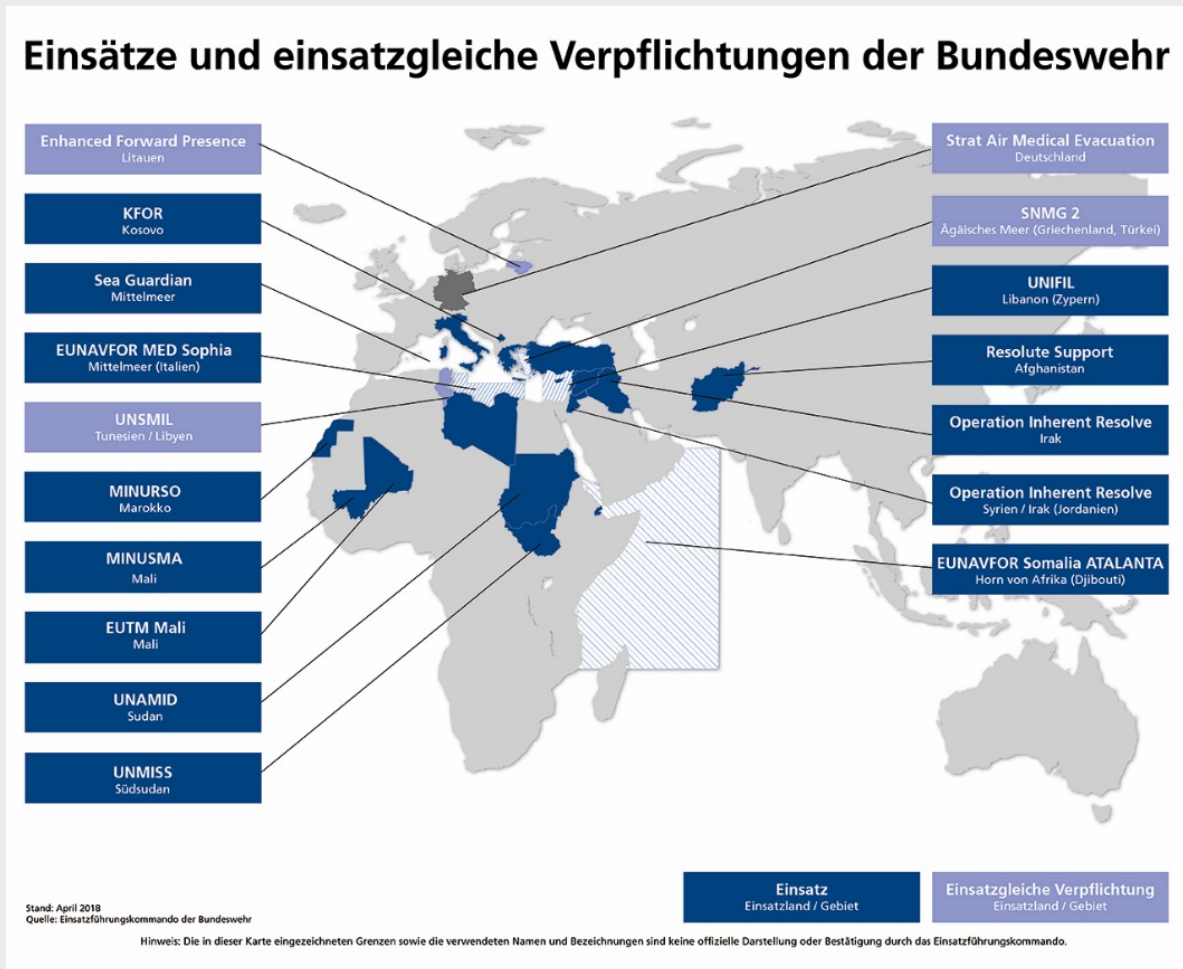 Einsätze und einsatzgleiche Verpflichtungen der Bundeswehr
Enhanced Forward Presence
Litauen
KFOR
Kosovo
Sea Guardian
Mittelmeer
EUNAVFOR MED Sophia
Mittelmeer (Italien)
UNSMIL
Tunesien / Libyen
MINURSO
Marokko
MINUSMA
Mali
EUTM Mali
Mali
UNAMID
Sudan
UNMISS
Südsudan
Strat Air Medical Evacuation
Deutschland
SNMG 2
Ägäisches Meer (Griechenland, Türkei)
UNIFIL
Libanon (Zypern)
Resolute Support
Afghanistan
Operation Inherent Resolve
Irak
Operation Inherent Resolve
Syrien / Irak (Jordanien)
EUNAVFOR Somalia ATALANTA
Horn von Afrika (Djibouti)
Einsatz
Einsatzland / Gebiet
Einsatzgleiche Verpflichtung
Einsatzland / Gebiet
Stand: April 2018
Quelle: Einsatzführungskommando der Bundeswehr
Hinweis: Die in dieser Karte eingezeichneten Grenzen sowie die verwendeten Namen und Bezeichnungen sind keine offizielle Darstellung oder Bestätigung durch das Einsatzführungskommando.